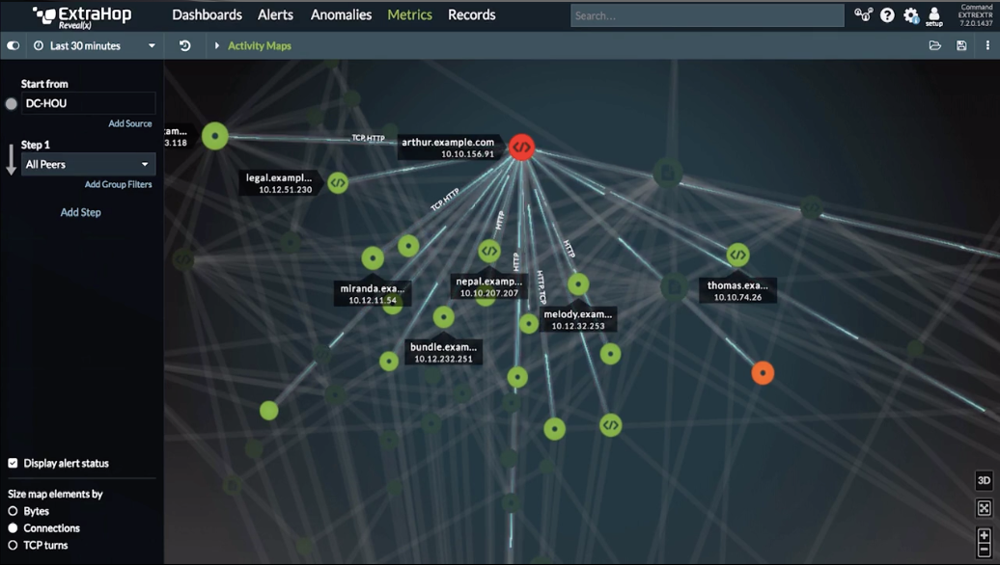 ExtraHop
Reveal(x)
Dashboards
Alerts
Anomalies
Metrics
Records
Search...
setup
Command
EXTREXTR
7.2.0.1437
Last 30 minutes
Activity Maps
Start from
DC-HOU
Add Source
Step 1
All Peers
Add Group Filters
Add Step
am...
3.118
TCP,HTTP
arthur.example.com
10.10.156.91
legal.exampl...
10.12.51.230
TCP,HTTP
HTTP
HTTP
HTTP,TCP
HTTP
miranda.exa...
10.12.11.54
nepal.examp...
10.10.207.207
thomas.exa...
10.10.74.26
melody.exam...
10.12.32.253
bundle.exam...
10.12.232.251
Display alert status
Size map elements by
Bytes
Connections
TCP turns
3D